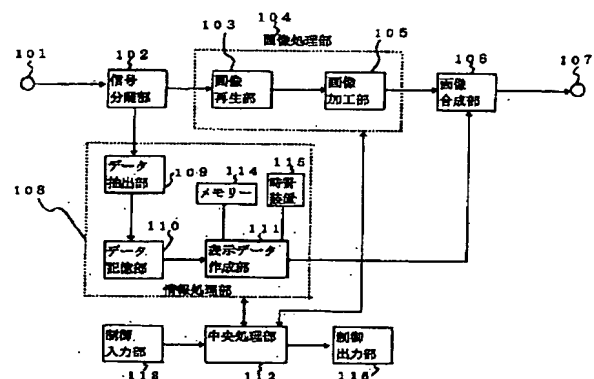 104
103
画像処理部
105
101
102
106
107
信号
分離部
画像
再生部
画像
加工部
画像
合成部
データ
抽出部
109
108
114
115
メモリー
時計
装置
110
111
データ
記憶部
表示データ
作成部
情報処理部
制御
入力部
中央処理部
制御
出力部
112
116